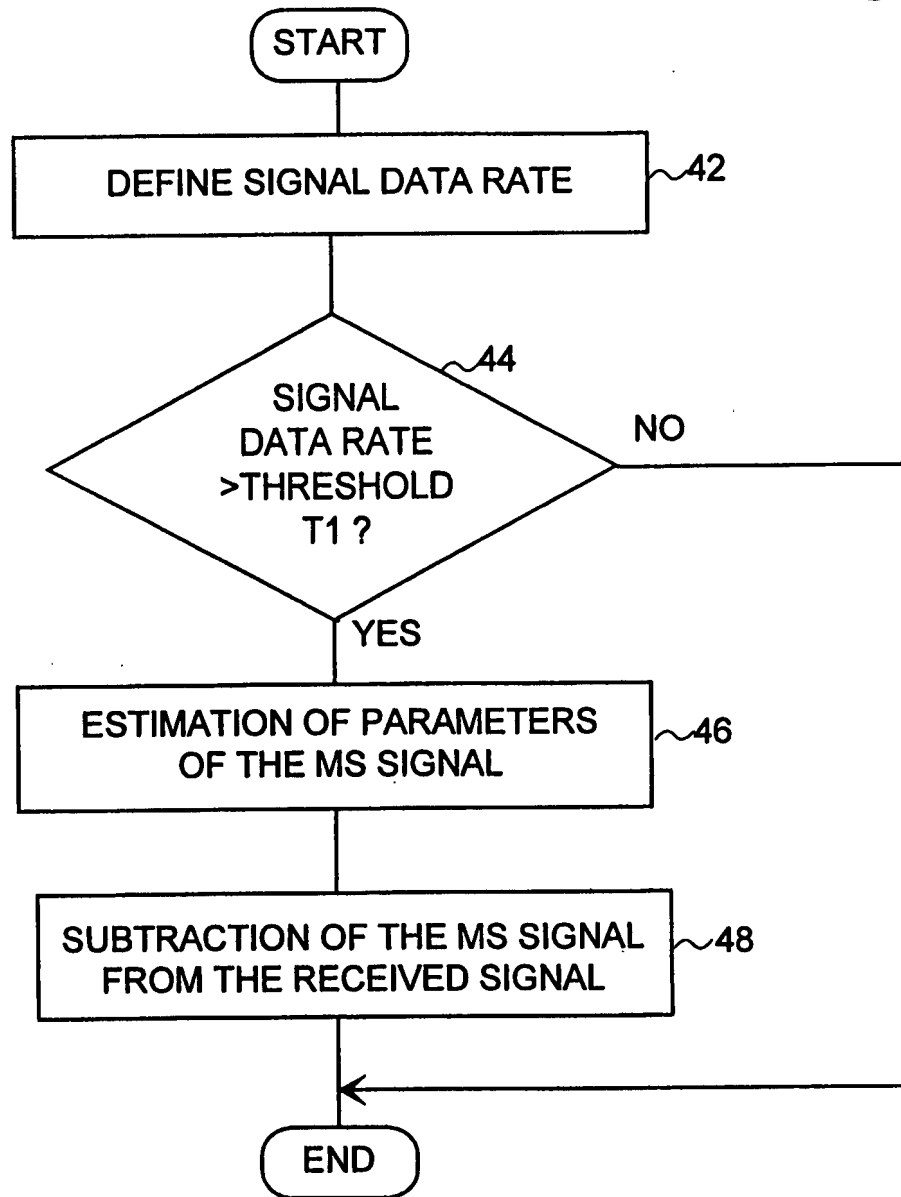 START
DEFINE SIGNAL DATA RATE
42
44
SIGNAL
DATA RATE
>THRESHOLD
T1 ?
NO
YES
ESTIMATION OF PARAMETERS
OF THE MS SIGNAL
46
SUBTRACTION OF THE MS SIGNAL
FROM THE RECEIVED SIGNAL
48
END